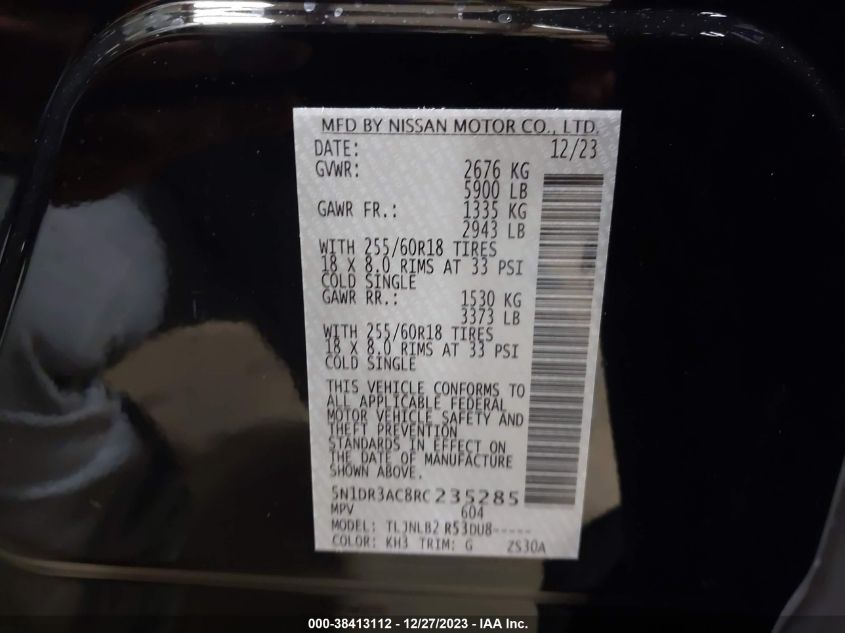 MFD BY NISSAN MOTOR CO., LTD.
DATE: 12/23
GVWR: 2676 KG
5900 LB
GAWR FR.: 1335 KG
2943 LB
WITH 255/60R18 TIRES
18 X 8.0 RIMS AT 33 PSI
COLD SINGLE
GAWR RR.: 1530 KG
3373 LB
WITH 255/60R18 TIRES
18 X 8.0 RIMS AT 33 PSI
COLD SINGLE
THIS VEHICLE CONFORMS TO
ALL APPLICABLE FEDERAL
MOTOR VEHICLE SAFETY AND
THEFT PREVENTION
STANDARDS IN EFFECT ON
THE DATE OF MANUFACTURE
SHOWN ABOVE.
5N1DR3AC8RC235285
MPV 604
MODEL: TLJNLB2 R53DU8-----
COLOR: KH3 TRIM: G ZS30A
000-38413112 - 12/27/2023 - IAA Inc.